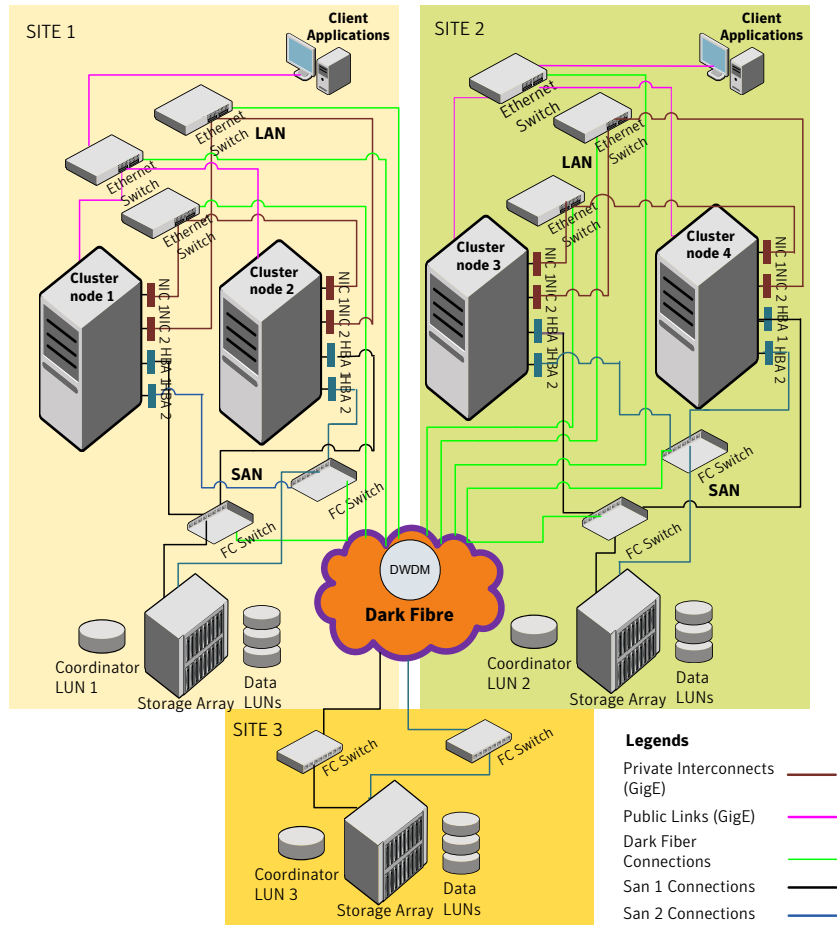 SITE 1
Client
Applications
Ethernet
Switch
LAN
Ethernet
Switch
Ethernet
Switch
Cluster
node 1
NIC 1
NIC 2
HBA 1
HBA 2
Cluster
node 2
NIC 1
NIC 2
HBA 1
HBA 2
SAN
FC Switch
FC Switch
Coordinator
LUN 1
Storage Array
Data
LUNs
SITE 2
Client
Applications
Ethernet
Switch
Ethernet
Switch
LAN
Ethernet
Switch
Cluster
node 3
NIC 1
NIC 2
HBA 1
HBA 2
Cluster
node 4
NIC 1
NIC 2
HBA 1
HBA 2
FC Switch
SAN
FC Switch
Coordinator
LUN 2
Storage Array
Data
LUNs
DWDM
Dark Fibre
SITE 3
FC Switch
FC Switch
Coordinator
LUN 3
Storage Array
Data
LUNs
Legends
Private Interconnects
(GigE)
Public Links (GigE)
Dark Fiber
Connections
San 1 Connections
San 2 Connections